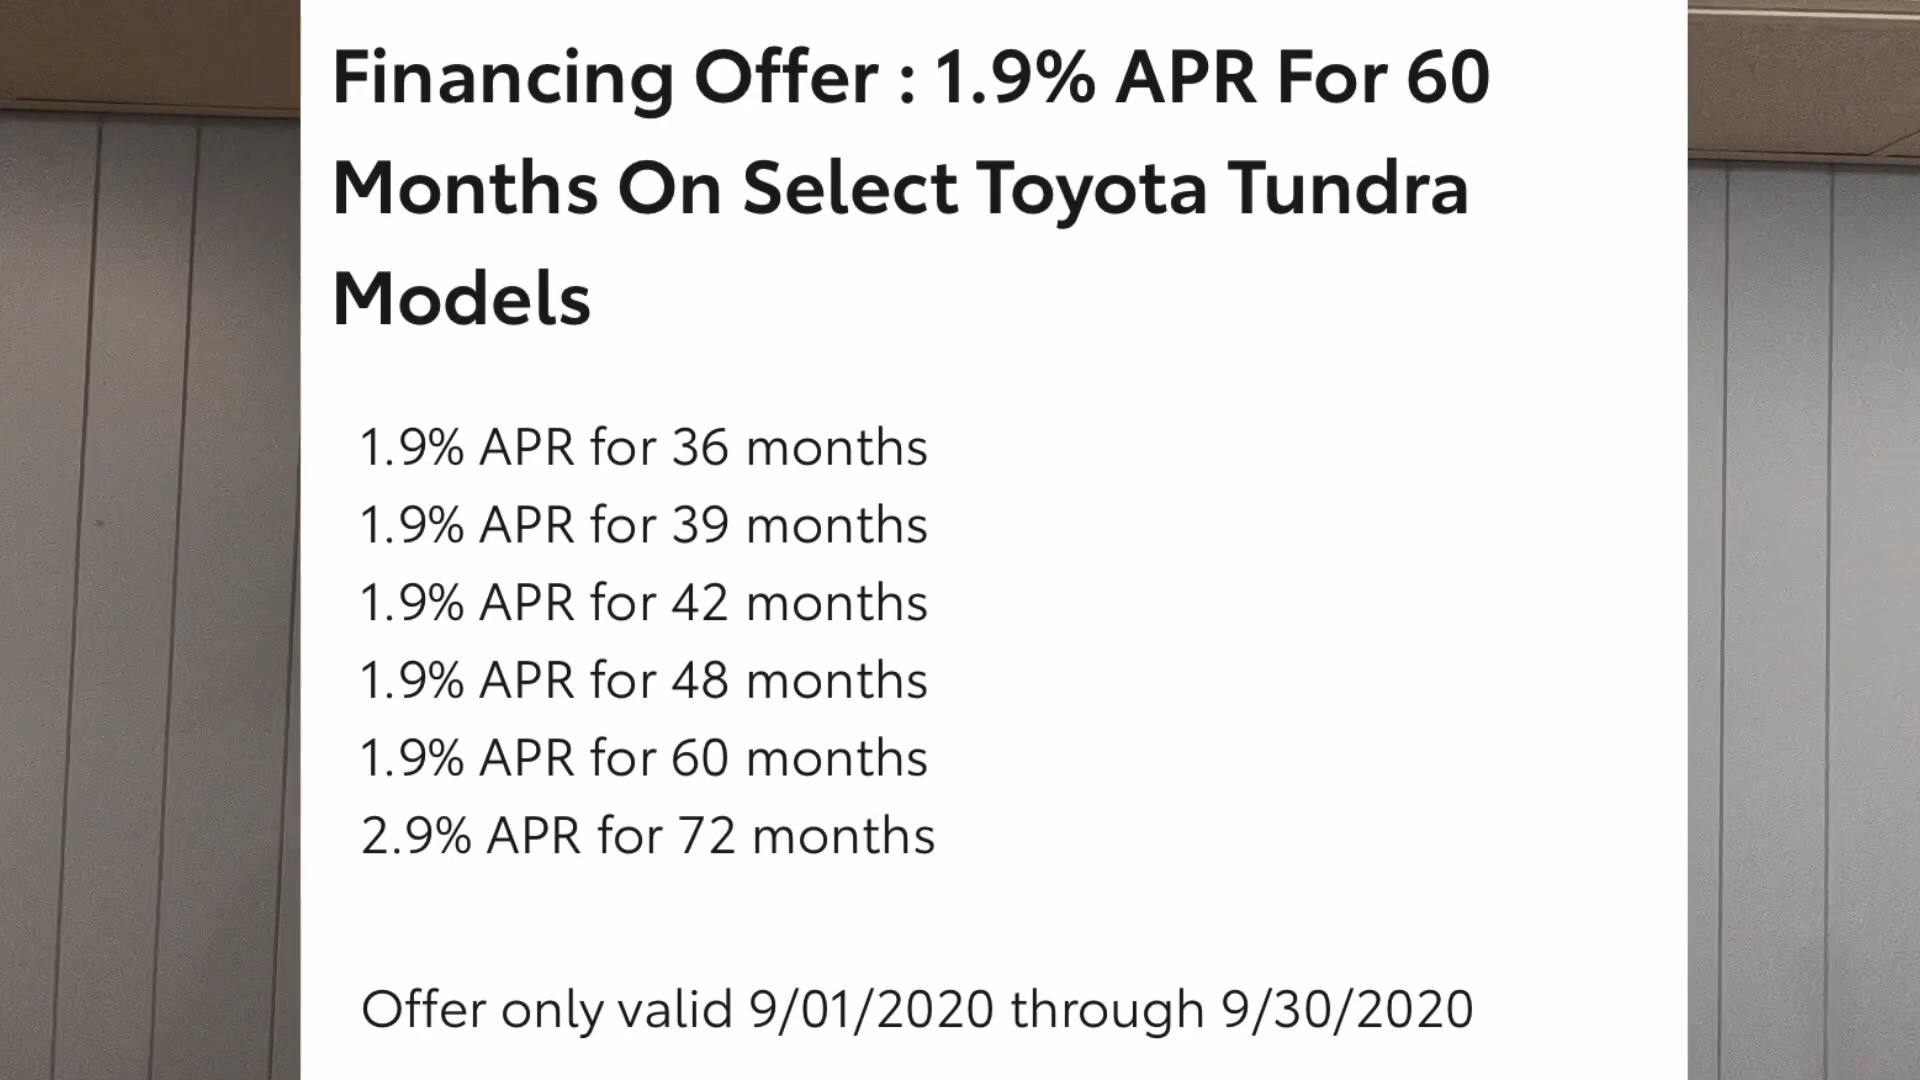 Financing Offer : 1.9% APR For 60
Months On Select Toyota Tundra
Models
1.9% APR for 36 months
1.9% APR for 39 months
1.9% APR for 42 months
1.9% APR for 48 months
1.9% APR for 60 months
2.9% APR for 72 months
Offer only valid 9/01/2020 through 9/30/2020